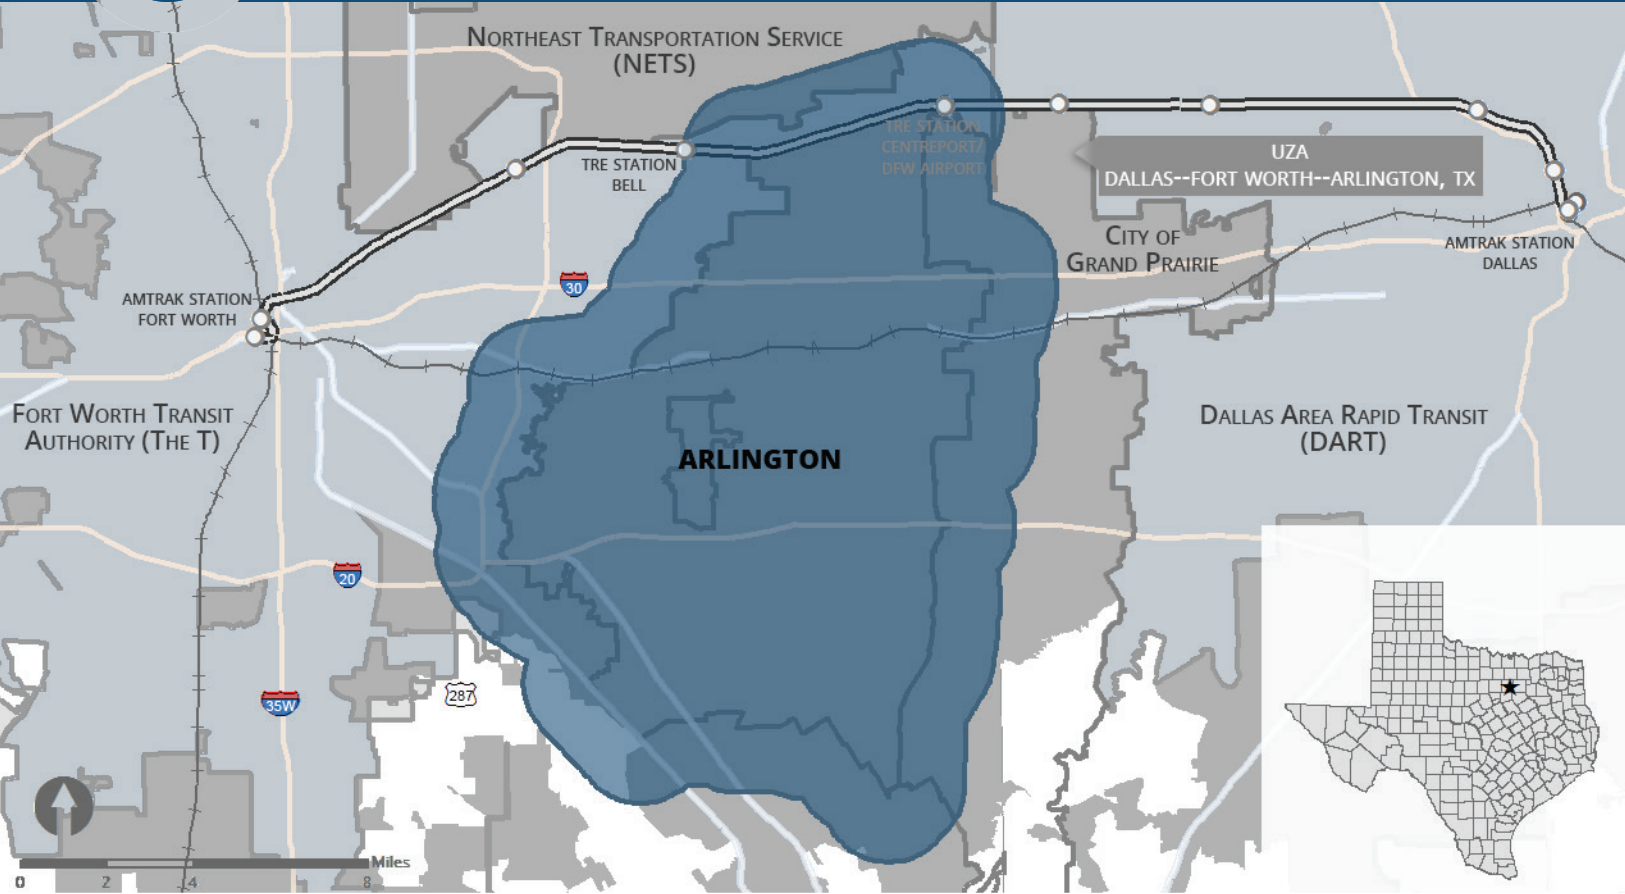 NORTHEAST TRANSPORTATION SERVICE
(NETS)
TRE STATION
CENTREPORT/
DFW AIRPORT
TRE STATION
BELL
UZA
DALLAS--FORT WORTH--ARLINGTON, TX
CITY OF
GRAND PRAIRIE
AMTRAK STATION
DALLAS
30
AMTRAK STATION
FORT WORTH
FORT WORTH TRANSIT
AUTHORITY (THE T)
DALLAS AREA RAPID TRANSIT
(DART)
ARLINGTON
20
287
35W
Miles
0 2 4 8